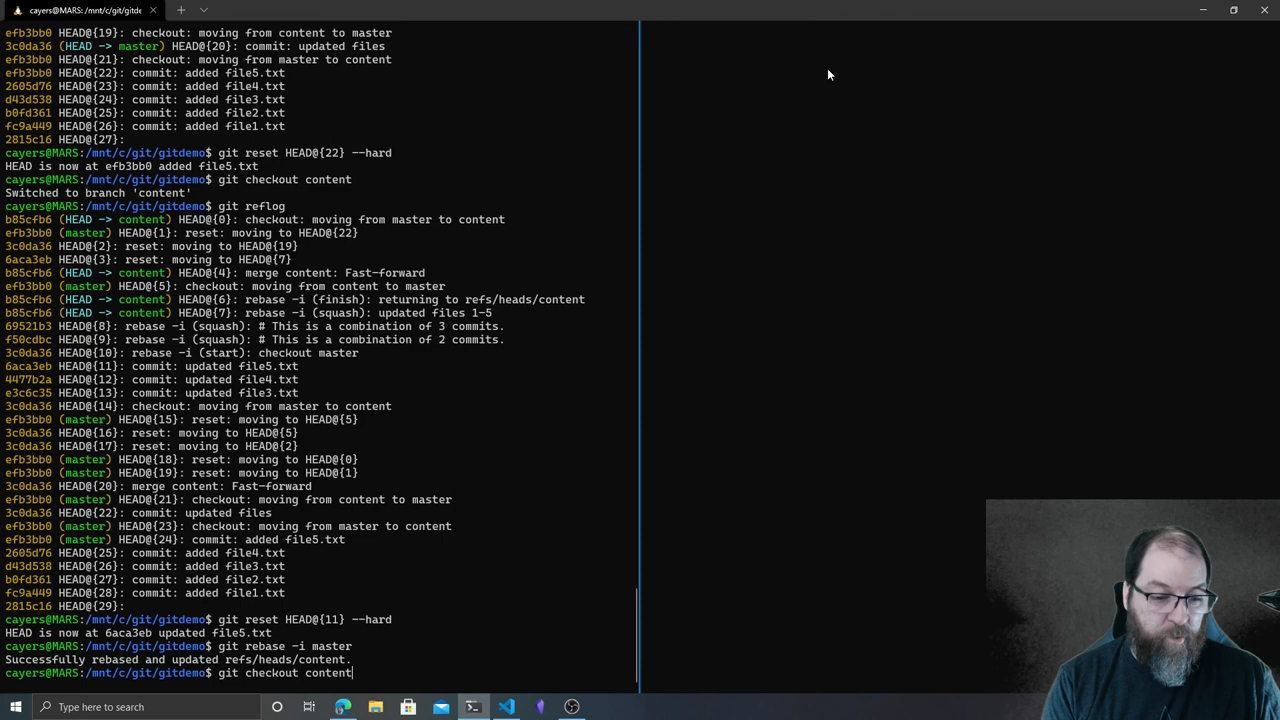 cayers@MARS: /mnt/c/git/gitde
efb3bb0 HEAD@{19}: checkout: moving from content to master
3c0da36 (HEAD -> master) HEAD@{20}: commit: updated files
efb3bb0 HEAD@{21}: checkout: moving from master to content
efb3bb0 HEAD@{22}: commit: added file5.txt
2605d76 HEAD@{23}: commit: added file4.txt
d43d538 HEAD@{24}: commit: added file3.txt
b0fd361 HEAD@{25}: commit: added file2.txt
fc9a449 HEAD@{26}: commit: added file1.txt
2815c16 HEAD@{27}:
cayers@MARS:/mnt/c/git/gitdemo$ git reset HEAD@{22} --hard
HEAD is now at efb3bb0 added file5.txt
cayers@MARS:/mnt/c/git/gitdemo$ git checkout content
Switched to branch 'content'
cayers@MARS:/mnt/c/git/gitdemo$ git reflog
b85cfb6 (HEAD -> content) HEAD@{0}: checkout: moving from master to content
efb3bb0 (master) HEAD@{1}: reset: moving to HEAD@{22}
3c0da36 HEAD@{2}: reset: moving to HEAD@{19}
6aca3eb HEAD@{3}: reset: moving to HEAD@{7}
b85cfb6 (HEAD -> content) HEAD@{4}: merge content: Fast-forward
efb3bb0 (master) HEAD@{5}: checkout: moving from content to master
b85cfb6 (HEAD -> content) HEAD@{6}: rebase -i (finish): returning to refs/heads/content
b85cfb6 (HEAD -> content) HEAD@{7}: rebase -i (squash): updated files 1-5
69521b3 HEAD@{8}: rebase -i (squash): # This is a combination of 3 commits.
f50cdbc HEAD@{9}: rebase -i (squash): # This is a combination of 2 commits.
3c0da36 HEAD@{10}: rebase -i (start): checkout master
6aca3eb HEAD@{11}: commit: updated file5.txt
4477b2a HEAD@{12}: commit: updated file4.txt
e3c6c35 HEAD@{13}: commit: updated file3.txt
3c0da36 HEAD@{14}: checkout: moving from master to content
efb3bb0 (master) HEAD@{15}: reset: moving to HEAD@{5}
3c0da36 HEAD@{16}: reset: moving to HEAD@{5}
3c0da36 HEAD@{17}: reset: moving to HEAD@{2}
efb3bb0 (master) HEAD@{18}: reset: moving to HEAD@{0}
efb3bb0 (master) HEAD@{19}: reset: moving to HEAD@{1}
3c0da36 HEAD@{20}: merge content: Fast-forward
efb3bb0 (master) HEAD@{21}: checkout: moving from content to master
3c0da36 HEAD@{22}: commit: updated files
efb3bb0 (master) HEAD@{23}: checkout: moving from master to content
efb3bb0 (master) HEAD@{24}: commit: added file5.txt
2605d76 HEAD@{25}: commit: added file4.txt
d43d538 HEAD@{26}: commit: added file3.txt
b0fd361 HEAD@{27}: commit: added file2.txt
fc9a449 HEAD@{28}: commit: added file1.txt
2815c16 HEAD@{29}:
cayers@MARS:/mnt/c/git/gitdemo$ git reset HEAD@{11} --hard
HEAD is now at 6aca3eb updated file5.txt
cayers@MARS:/mnt/c/git/gitdemo$ git rebase -i master
Successfully rebased and updated refs/heads/content.
cayers@MARS:/mnt/c/git/gitdemo$ git checkout content
Type here to search